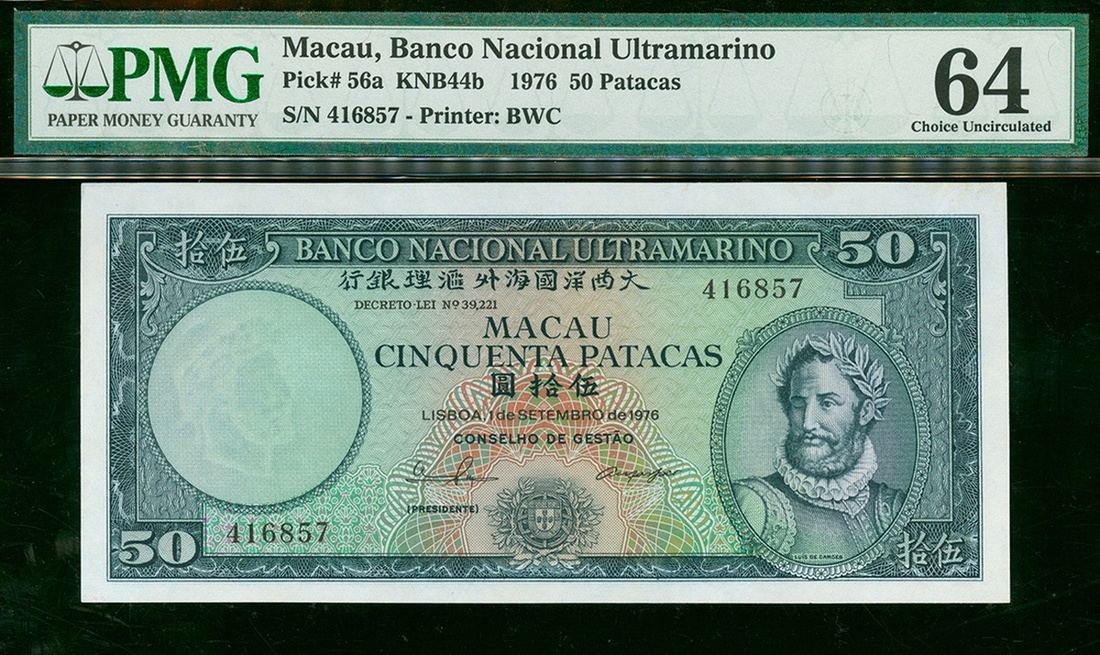 PMG
PAPER MONEY GUARANTY
Macau, Banco Nacional Ultramarino
Pick# 56a KNB44b 1976 50 Patacas
S/N 416857 - Printer: BWC
64
Choice Uncirculated
拾伍
BANCO NACIONAL ULTRAMARINO
50
行銀理滙外海國洋西大
416857
DECRETO-LEI Nº 39,221
MACAU
CINQUENTA PATACAS
圓拾伍
LISBOA, 1 de SETEMBRO de 1976
CONSELHO DE GESTÃO
(PRESIDENTE)
416857
50
LUIS DE CAMÕES
拾伍